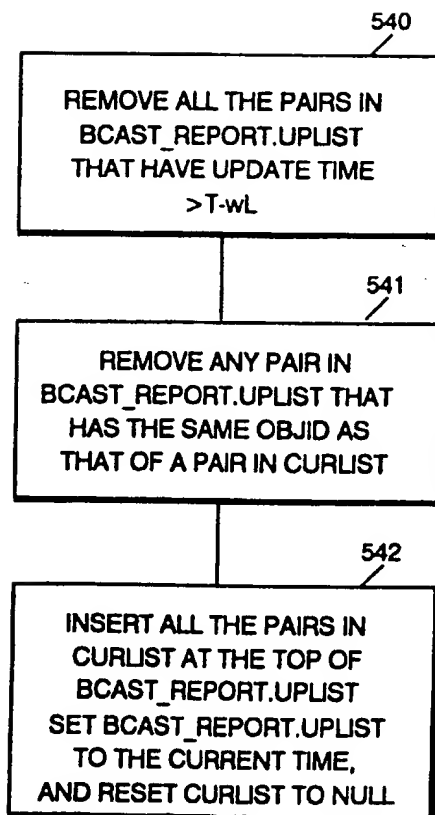 540
REMOVE ALL THE PAIRS IN
BCAST_REPORT.UPLIST
THAT HAVE UPDATE TIME
>T-wL
541
REMOVE ANY PAIR IN
BCAST_REPORT.UPLIST THAT
HAS THE SAME OBJID AS
THAT OF A PAIR IN CURLIST
542
INSERT ALL THE PAIRS IN
CURLIST AT THE TOP OF
BCAST_REPORT.UPLIST
SET BCAST_REPORT.UPLIST
TO THE CURRENT TIME,
AND RESET CURLIST TO NULL